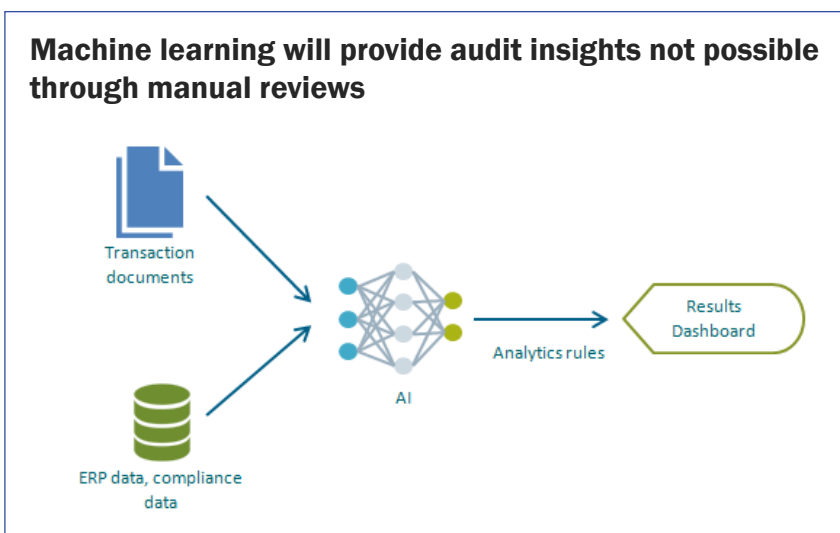 Machine learning will provide audit insights not possible
through manual reviews
Transaction
documents
ERP data, compliance
data
AI
Analytics rules
Results
Dashboard